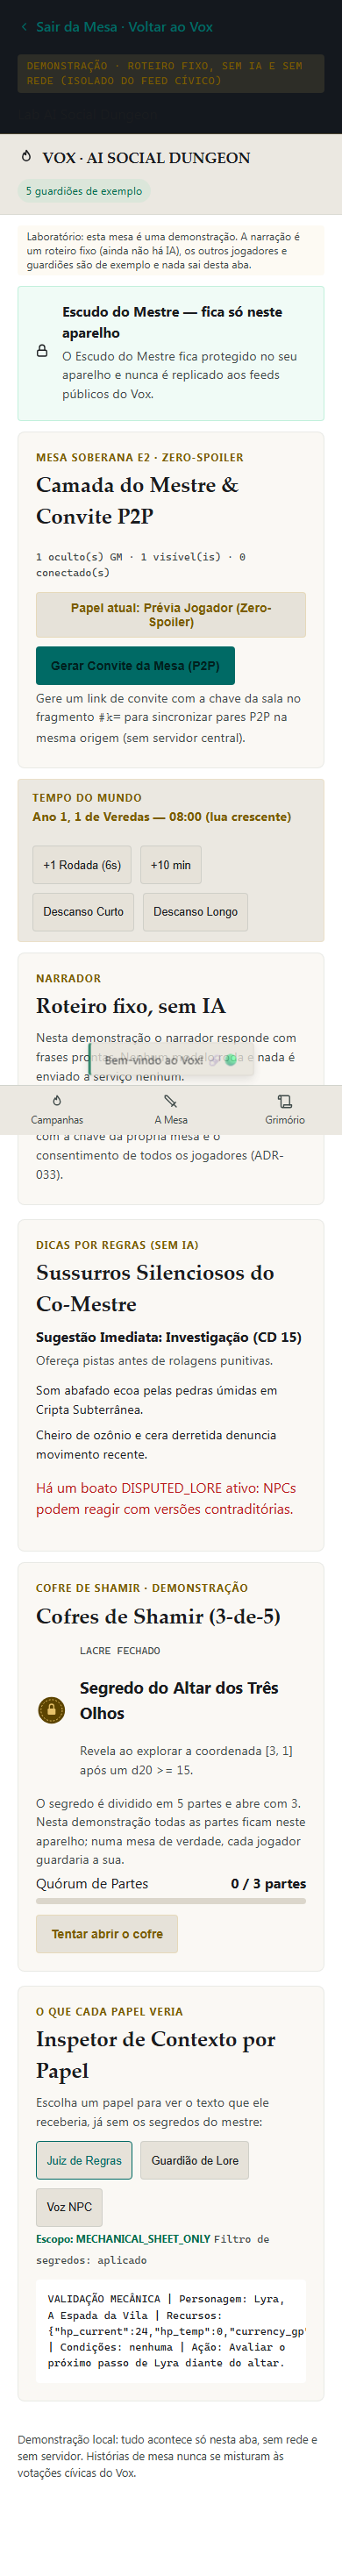 Sair da Mesa · Voltar ao Vox
DEMONSTRAÇÃO · ROTEIRO FIXO, SEM IA E SEM
REDE (ISOLADO DO FEED CÍVICO)
VOX · AI SOCIAL DUNGEON
5 guardiões de exemplo
Laboratório: esta mesa é uma demonstração. A narração é
um roteiro fixo (ainda não há IA), os outros jogadores e
guardiões são de exemplo e nada sai desta aba.
Escudo do Mestre — fica só neste
aparelho
O Escudo do Mestre fica protegido no seu
aparelho e nunca é replicado aos feeds
públicos do Vox.
MESA SOBERANA E2 · ZERO-SPOILER
Camada do Mestre &
Convite P2P
1 oculto(s) GM · 1 visível(is) · 0
conectado(s)
Papel atual: Prévia Jogador (Zero-
Spoiler)
Gerar Convite da Mesa (P2P)
Gere um link de convite com a chave da sala no
fragmento #k= para sincronizar pares P2P na
mesma origem (sem servidor central).
TEMPO DO MUNDO
Ano 1, 1 de Veredas — 08:00 (lua crescente)
+1 Rodada (6s)
+10 min
Descanso Curto
Descanso Longo
NARRADOR
Roteiro fixo, sem IA
Nesta demonstração o narrador responde com
frases prontas. Nenhum modelo roda e nada é
Bem-vindo ao Vox!
enviado a serviço nenhum.
Campanhas
A Mesa
Grimório
com a chave da própria mesa e o
consentimento de todos os jogadores (ADR-
033).
DICAS POR REGRAS (SEM IA)
Sussurros Silenciosos do
Co-Mestre
Sugestão Imediata: Investigação (CD 15)
Ofereça pistas antes de rolagens punitivas.
Som abafado ecoa pelas pedras úmidas em
Cripta Subterrânea.
Cheiro de ozônio e cera derretida denuncia
movimento recente.
Há um boato DISPUTED_LORE ativo: NPCs
podem reagir com versões contraditórias.
COFRE DE SHAMIR · DEMONSTRAÇÃO
Cofres de Shamir (3-de-5)
LACRE FECHADO
Segredo do Altar dos Três
Olhos
Revela ao explorar a coordenada [3, 1]
após um d20 >= 15.
O segredo é dividido em 5 partes e abre com 3.
Nesta demonstração todas as partes ficam neste
aparelho; numa mesa de verdade, cada jogador
guardaria a sua.
Quórum de Partes 0 / 3 partes
Tentar abrir o cofre
O QUE CADA PAPEL VERIA
Inspetor de Contexto por
Papel
Escolha um papel para ver o texto que ele
receberia, já sem os segredos do mestre:
Juiz de Regras
Guardião de Lore
Voz NPC
Escopo: MECHANICAL_SHEET_ONLY Filtro de
segredos: aplicado
VALIDAÇÃO MECÂNICA | Personagem: Lyra,
A Espada da Vila | Recursos:
{"hp_current":24,"hp_temp":0,"currency_gp"
| Condições: nenhuma | Ação: Avaliar o
próximo passo de Lyra diante do altar.
Demonstração local: tudo acontece só nesta aba, sem rede e
sem servidor. Histórias de mesa nunca se misturam às
votações cívicas do Vox.